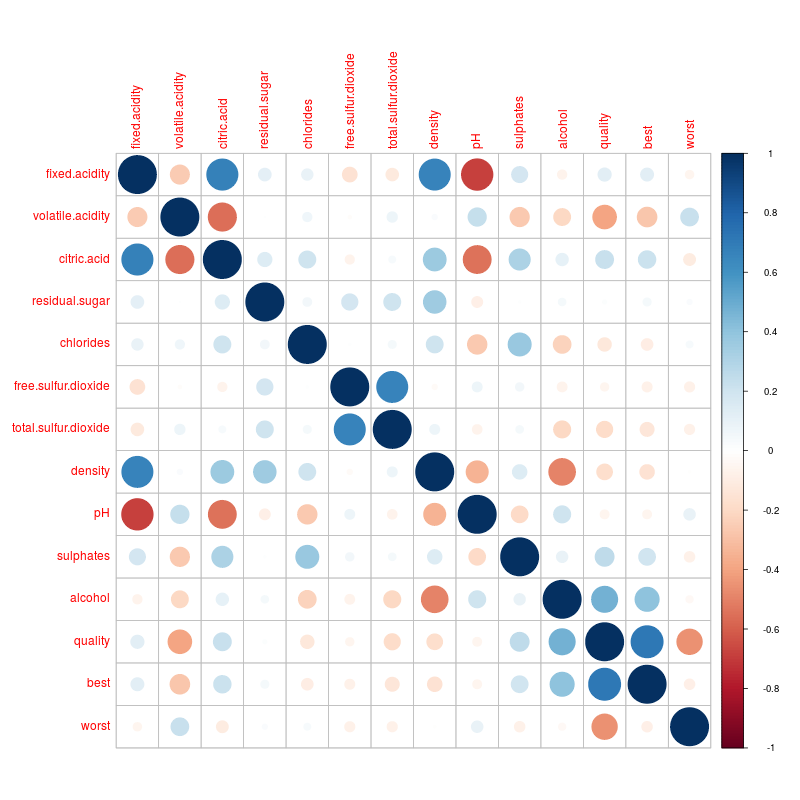 fixed.acidity
volatile.acidity
citric.acid
residual.sugar
chlorides
free.sulfur.dioxide
total.sulfur.dioxide
density
pH
sulphates
alcohol
quality
best
worst
fixed.acidity
volatile.acidity
citric.acid
residual.sugar
chlorides
free.sulfur.dioxide
total.sulfur.dioxide
density
pH
sulphates
alcohol
quality
best
worst
1
0.8
0.6
0.4
0.2
0
-0.2
-0.4
-0.6
-0.8
-1